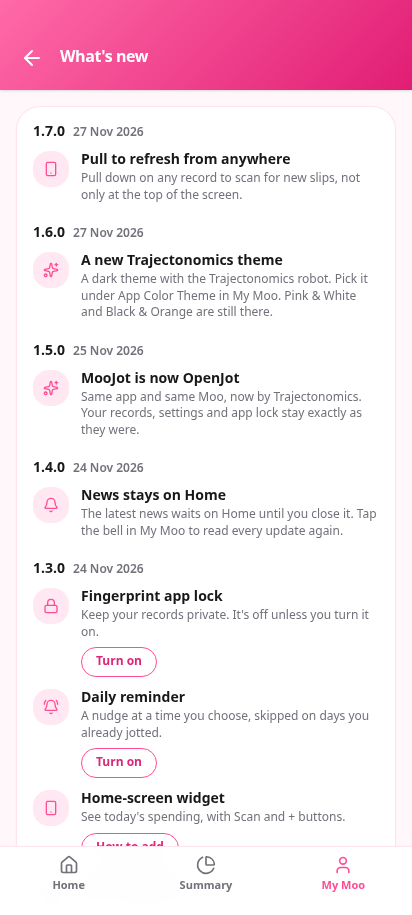 What's new
1.7.0 27 Nov 2026
Pull to refresh from anywhere
Pull down on any record to scan for new slips, not
only at the top of the screen.
1.6.0 27 Nov 2026
A new Trajectonomics theme
A dark theme with the Trajectonomics robot. Pick it
under App Color Theme in My Moo. Pink & White
and Black & Orange are still there.
1.5.0 25 Nov 2026
MooJot is now OpenJot
Same app and same Moo, now by Trajectonomics.
Your records, settings and app lock stay exactly as
they were.
1.4.0 24 Nov 2026
News stays on Home
The latest news waits on Home until you close it. Tap
the bell in My Moo to read every update again.
1.3.0 24 Nov 2026
Fingerprint app lock
Keep your records private. It's off unless you turn it
on.
Turn on
Daily reminder
A nudge at a time you choose, skipped on days you
already jotted.
Turn on
Home-screen widget
See today's spending, with Scan and + buttons.
How to add
Home Summary My Moo